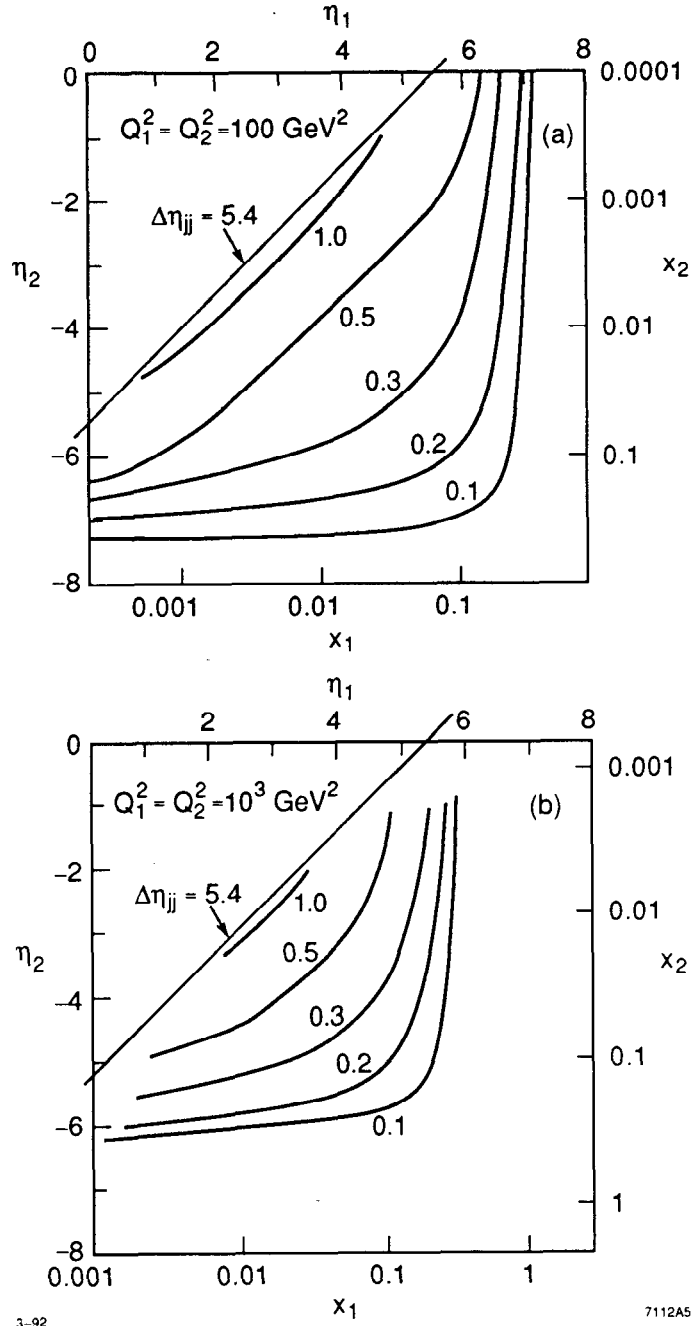 η1
0 2 4 6 8
0 0.0001
Q1² = Q2² = 100 GeV² (a)
-2 0.001
Δηjj = 5.4
1.0
η2 x2
-4 0.5 0.01
0.3
-6 0.2 0.1
0.1
-8
0.001 0.01 0.1
x1
η1
2 4 6 8
0
0.001
Q1² = Q2² = 10³ GeV² (b)
-2
Δηjj = 5.4 1.0
0.01
η2 0.5 x2
-4 0.3
0.2 0.1
-6 0.1
1
-8
0.001 0.01 0.1 1
x1
3-92 7112A5